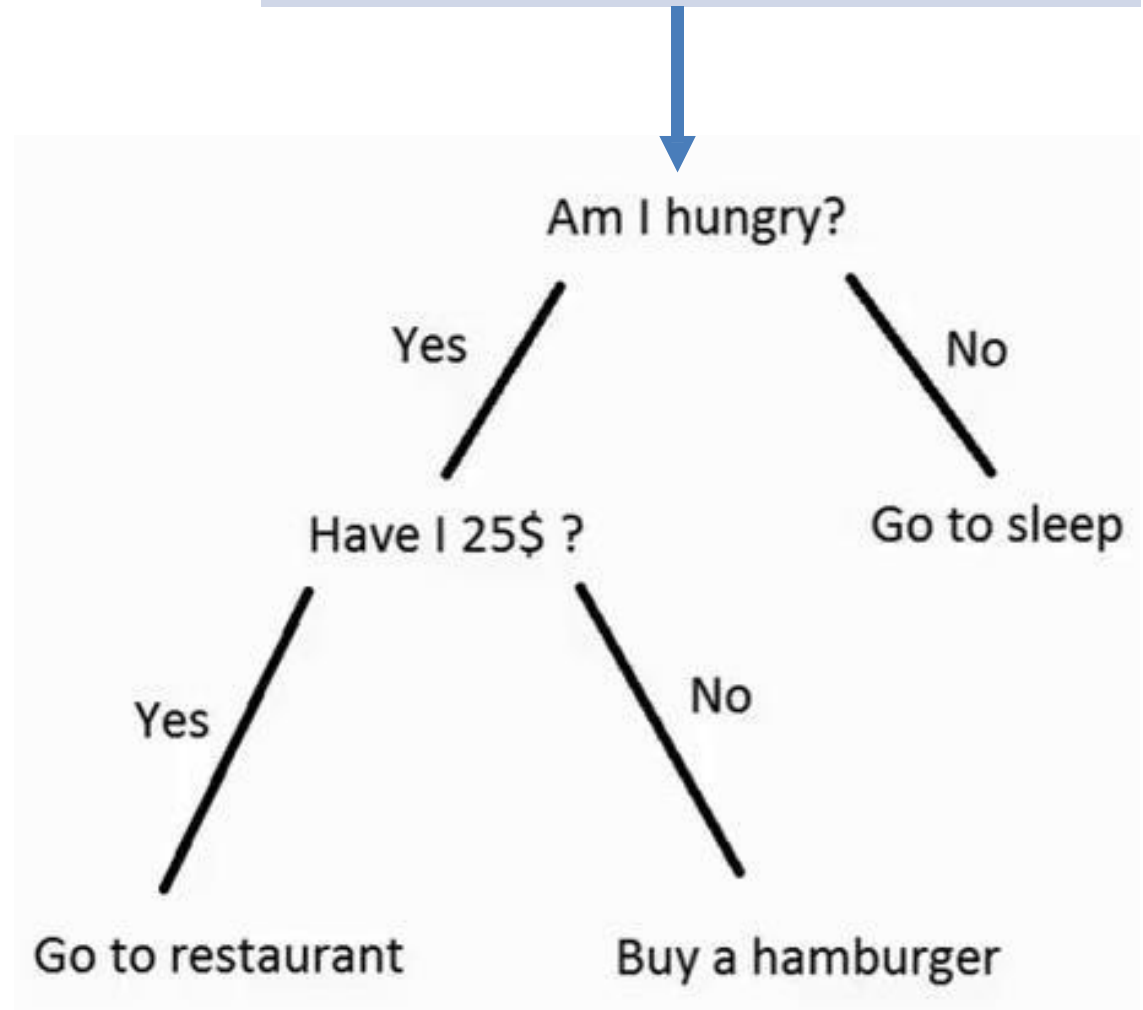 Am I hungry?
Yes
No
Have I 25$ ?
Go to sleep
Yes
No
Go to restaurant
Buy a hamburger